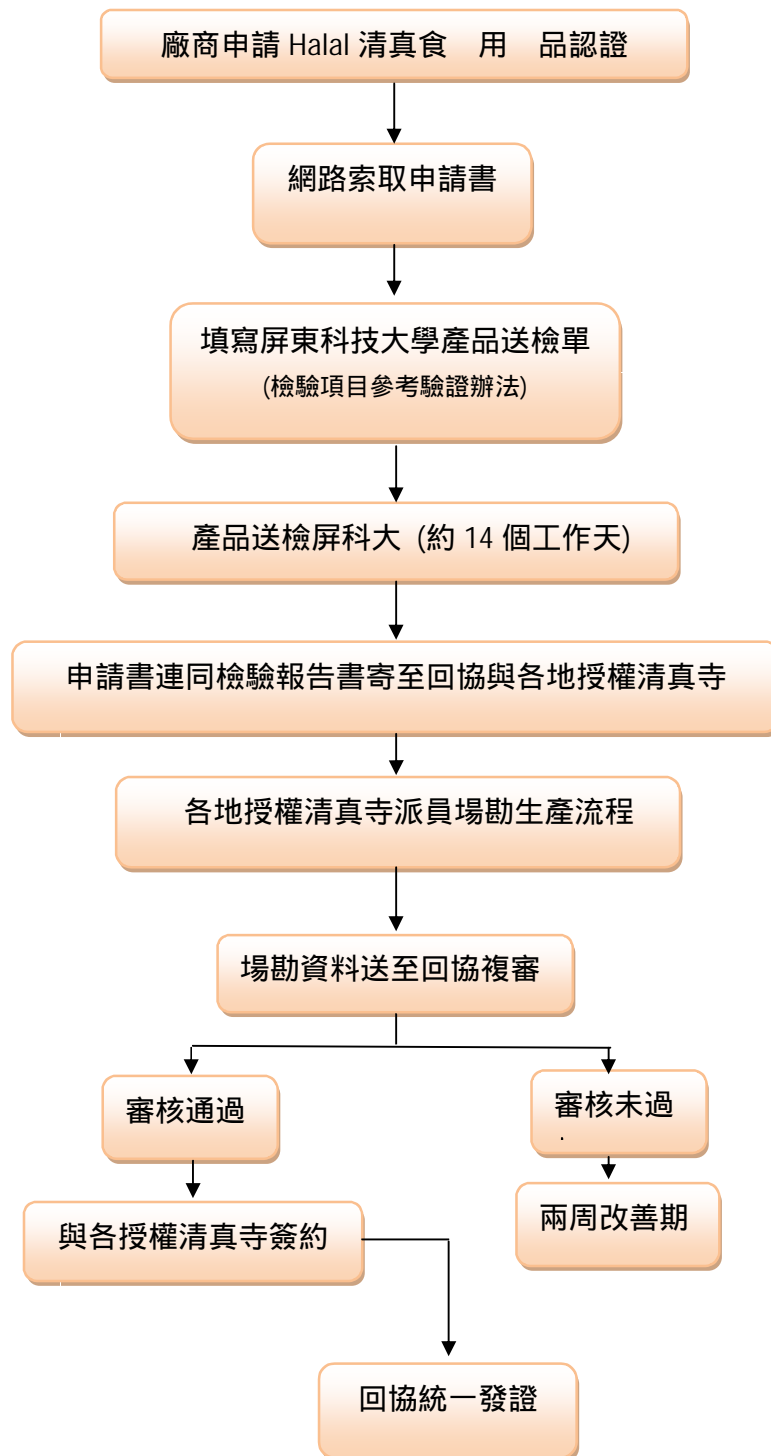 廠商申請 Halal 清真食 用 品認證
網路索取申請書
填寫屏東科技大學產品送檢單
(檢驗項目參考驗證辦法)
產品送檢屏科大 (約 14 個工作天)
申請書連同檢驗報告書寄至回協與各地授權清真寺
各地授權清真寺派員場勘生產流程
場勘資料送至回協複審
審核通過
審核未過
與各授權清真寺簽約
兩周改善期
回協統一發證